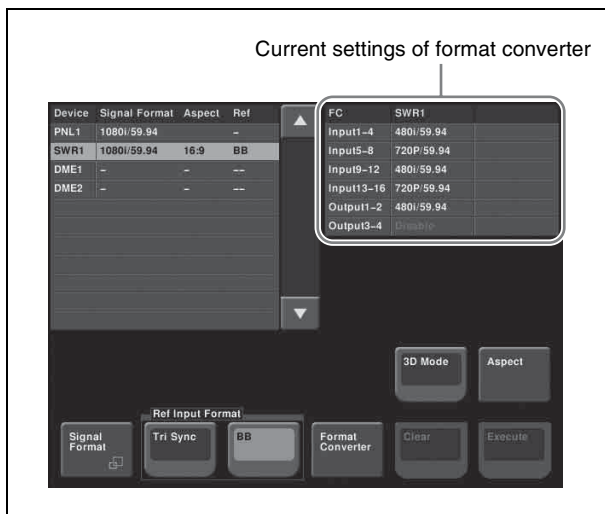 Current settings of format converter
Device Signal Format Aspect Ref
PNL1 1080i/59.94 –
SWR1 1080i/59.94 16:9 BB
DME1 – – --
DME2 – – --
FC SWR1
Input1–4 480i/59.94
Input5–8 720P/59.94
Input9–12 480i/59.94
Input13–16 720P/59.94
Output1–2 480i/59.94
Output3–4 Disable
3D Mode
Aspect
Ref Input Format
Signal Format
Tri Sync
BB
Format Converter
Clear
Execute